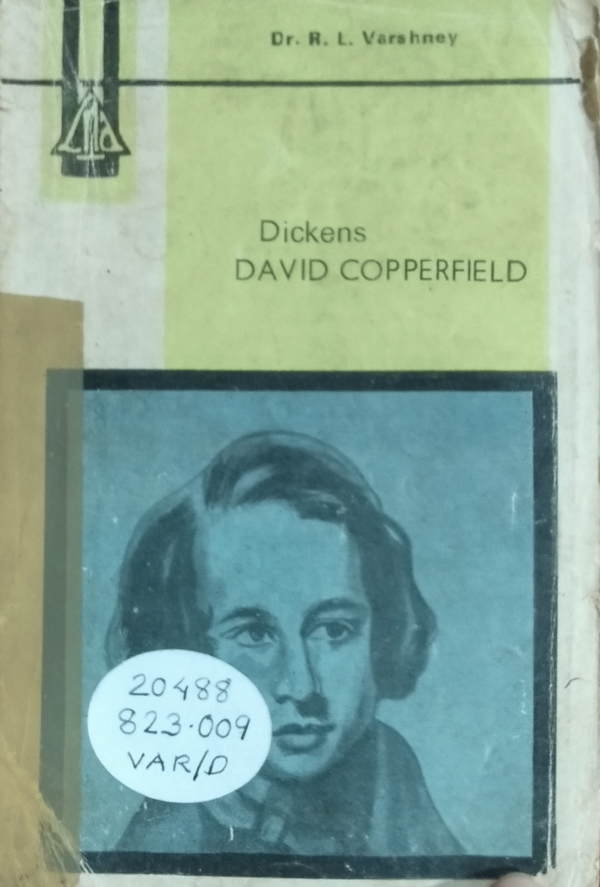 Dr. R. L. Varshney
Dickens
DAVID COPPERFIELD
20488
823.009
VAR/D